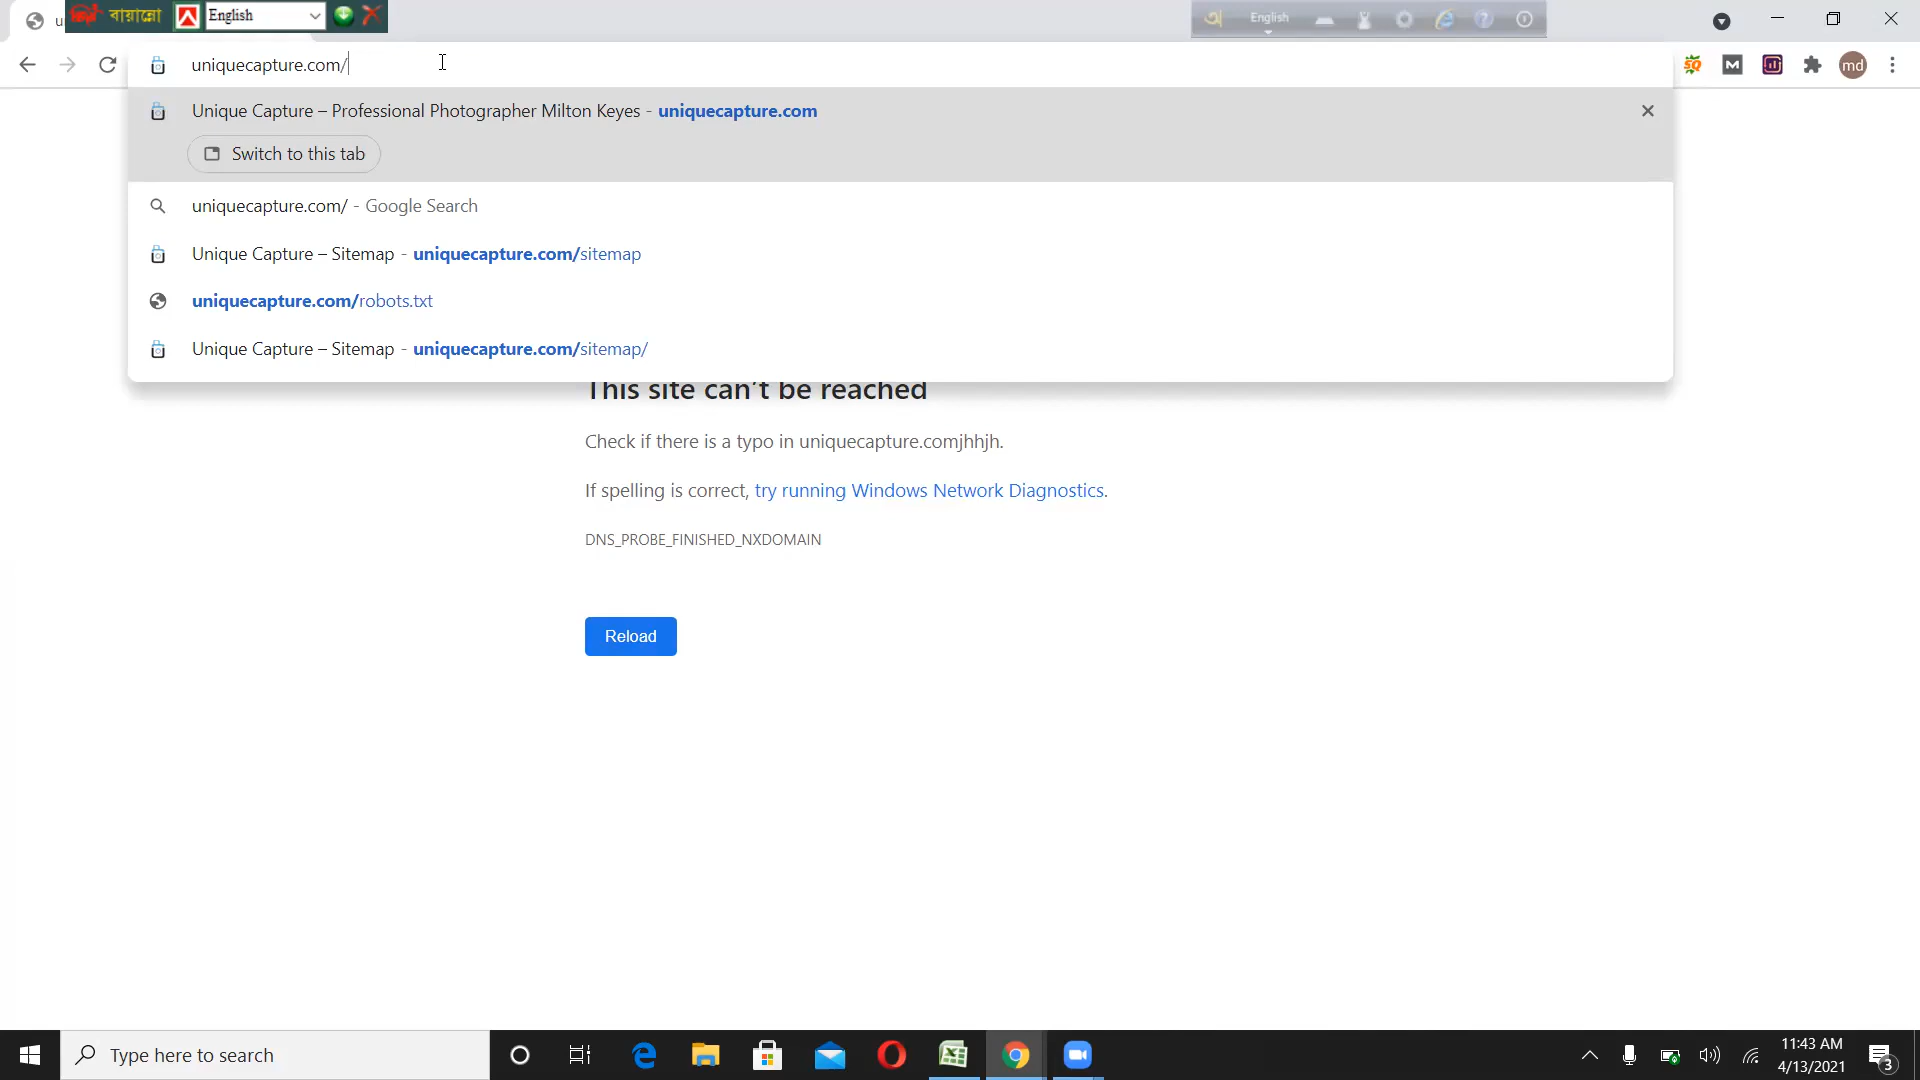 u
বায়ান্নো
English
English
uniquecapture.com/
md
Unique Capture – Professional Photographer Milton Keyes - uniquecapture.com
Switch to this tab
uniquecapture.com/ - Google Search
Unique Capture – Sitemap - uniquecapture.com/sitemap
uniquecapture.com/robots.txt
Unique Capture – Sitemap - uniquecapture.com/sitemap/
This site can't be reached
Check if there is a typo in uniquecapture.comjhhjh.
If spelling is correct, try running Windows Network Diagnostics.
DNS_PROBE_FINISHED_NXDOMAIN
Reload
Type here to search
11:43 AM
4/13/2021
3